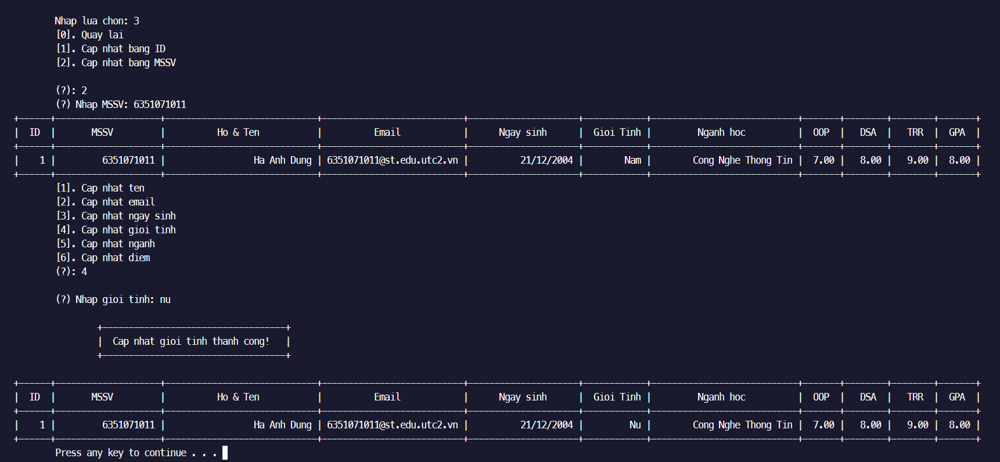 Nhap lua chon: 3
[0]. Quay lai
[1]. Cap nhat bang ID
[2]. Cap nhat bang MSSV
(?): 2
(?) Nhap MSSV: 6351071011
| ID | MSSV | Ho & Ten | Email | Ngay sinh | Gioi Tinh | Nganh hoc | OOP | DSA | TRR | GPA |
| 1 | 6351071011 | Ha Anh Dung | 6351071011@st.edu.utc2.vn | 21/12/2004 | Nam | Cong Nghe Thong Tin | 7.00 | 8.00 | 9.00 | 8.00 |
[1]. Cap nhat ten
[2]. Cap nhat email
[3]. Cap nhat ngay sinh
[4]. Cap nhat gioi tinh
[5]. Cap nhat nganh
[6]. Cap nhat diem
(?): 4
(?) Nhap gioi tinh: nu
| Cap nhat gioi tinh thanh cong! |
| ID | MSSV | Ho & Ten | Email | Ngay sinh | Gioi Tinh | Nganh hoc | OOP | DSA | TRR | GPA |
| 1 | 6351071011 | Ha Anh Dung | 6351071011@st.edu.utc2.vn | 21/12/2004 | Nu | Cong Nghe Thong Tin | 7.00 | 8.00 | 9.00 | 8.00 |
Press any key to continue . . .